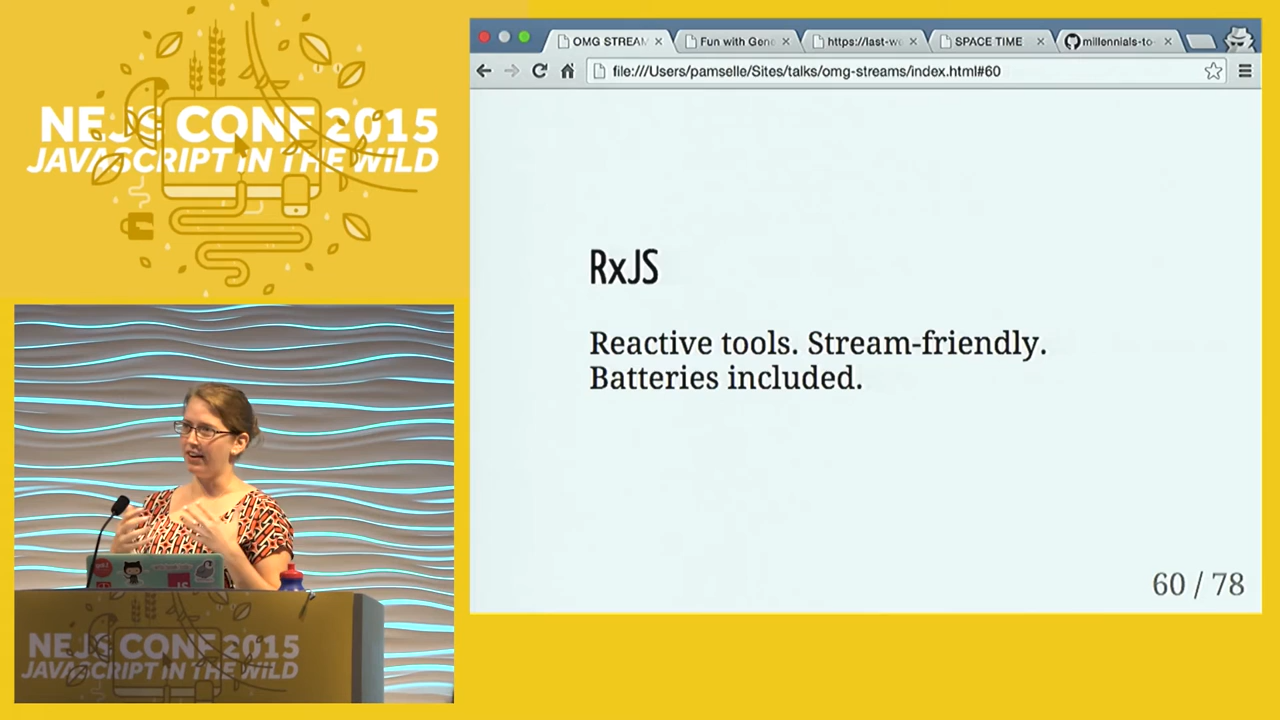 NEJS CONF 2015
JAVASCRIPT IN THE WILD
OMG STREAM
Fun with Gene
https://last-we
SPACE TIME
millennials-to-
file:///Users/pamselle/Sites/talks/omg-streams/index.html#60
RxJS
Reactive tools. Stream-friendly.
Batteries included.
60 / 78
JS
NEJS CONF 2015
JAVASCRIPT IN THE WILD